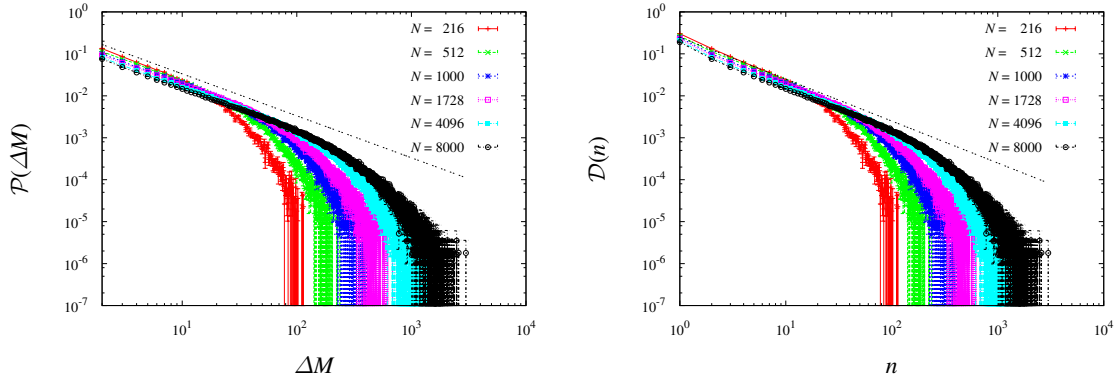 10^0
10^-1
10^-2
10^-3
10^-4
10^-5
10^-6
10^-7
P(ΔM)
N = 216
N = 512
N = 1000
N = 1728
N = 4096
N = 8000
10^1
10^2
10^3
10^4
ΔM
10^0
10^-1
10^-2
10^-3
10^-4
10^-5
10^-6
10^-7
D(n)
N = 216
N = 512
N = 1000
N = 1728
N = 4096
N = 8000
10^0
10^1
10^2
10^3
10^4
n